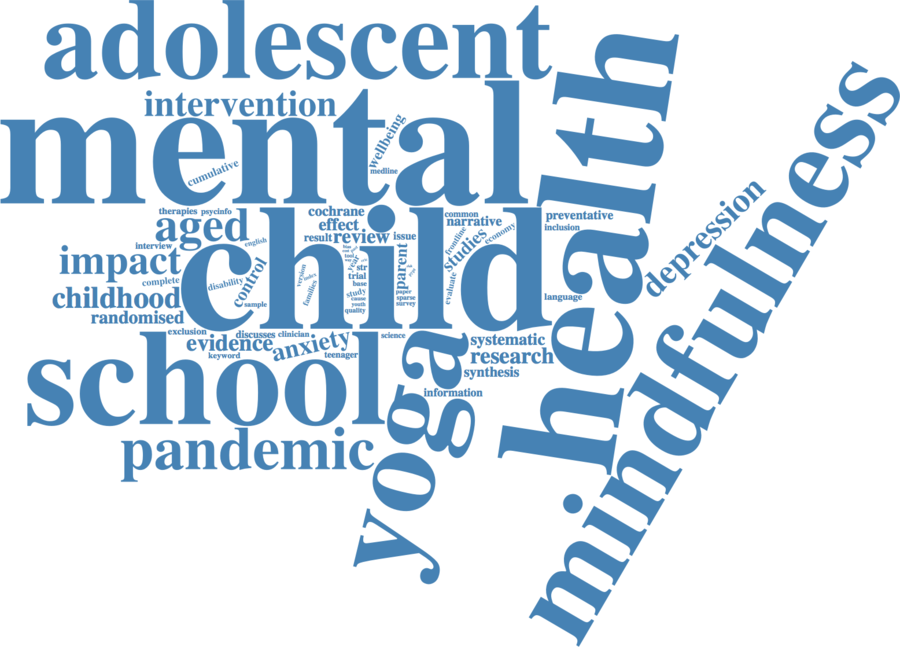 adolescent
health
mindfulness
intervention
mental
wellbeing
cumulative
medline
therapies
psycinfo
cochrane
common
preventative
depression
aged
child
effect
narrative
inclusion
english
result
review
issue
frontline
studies
economy
interview
impact
control
parent
complete
disability
version
index
families
year
str
trial
base
study
cause
youth
quality
paper
sparse
survey
evaluate
language
childhood
sample
randomised
exclusion
discusses
clinician
science
evidence
anxiety
systematic
keyword
teenager
research
school
synthesis
yoga
information
pandemic